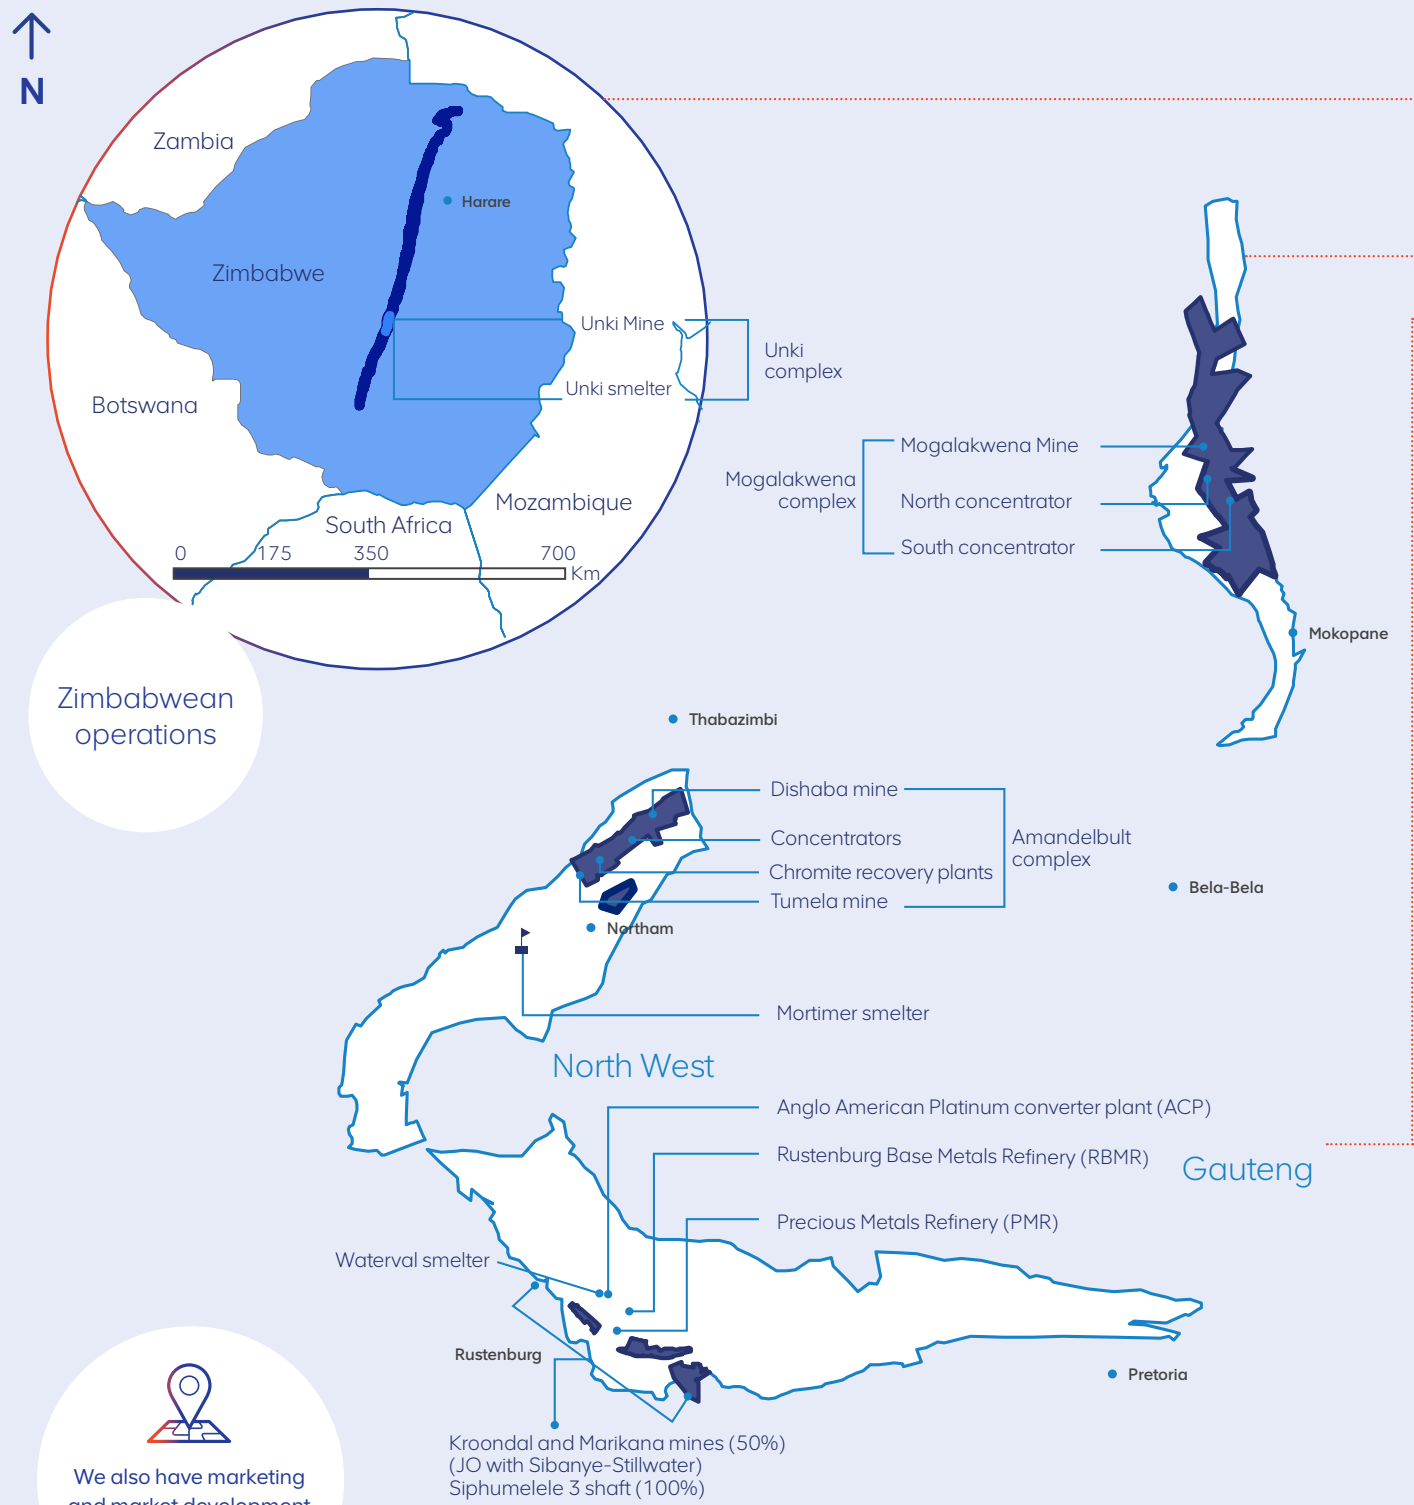 N
Zambia
Harare
Zimbabwe
Unki Mine
Unki
complex
Unki smelter
Botswana
Mozambique
South Africa
0 175 350 700
Km
Zimbabwean
operations
Mogalakwena Mine
Mogalakwena
complex
North concentrator
South concentrator
Mokopane
Thabazimbi
Dishaba mine
Concentrators
Amandelbult
complex
Chromite recovery plants
Tumela mine
Bela-Bela
Northam
Mortimer smelter
North West
Anglo American Platinum converter plant (ACP)
Rustenburg Base Metals Refinery (RBMR)
Gauteng
Precious Metals Refinery (PMR)
Waterval smelter
Rustenburg
Pretoria
Kroondal and Marikana mines (50%)
(JO with Sibanye-Stillwater)
Siphumelele 3 shaft (100%)
We also have marketing
and market development